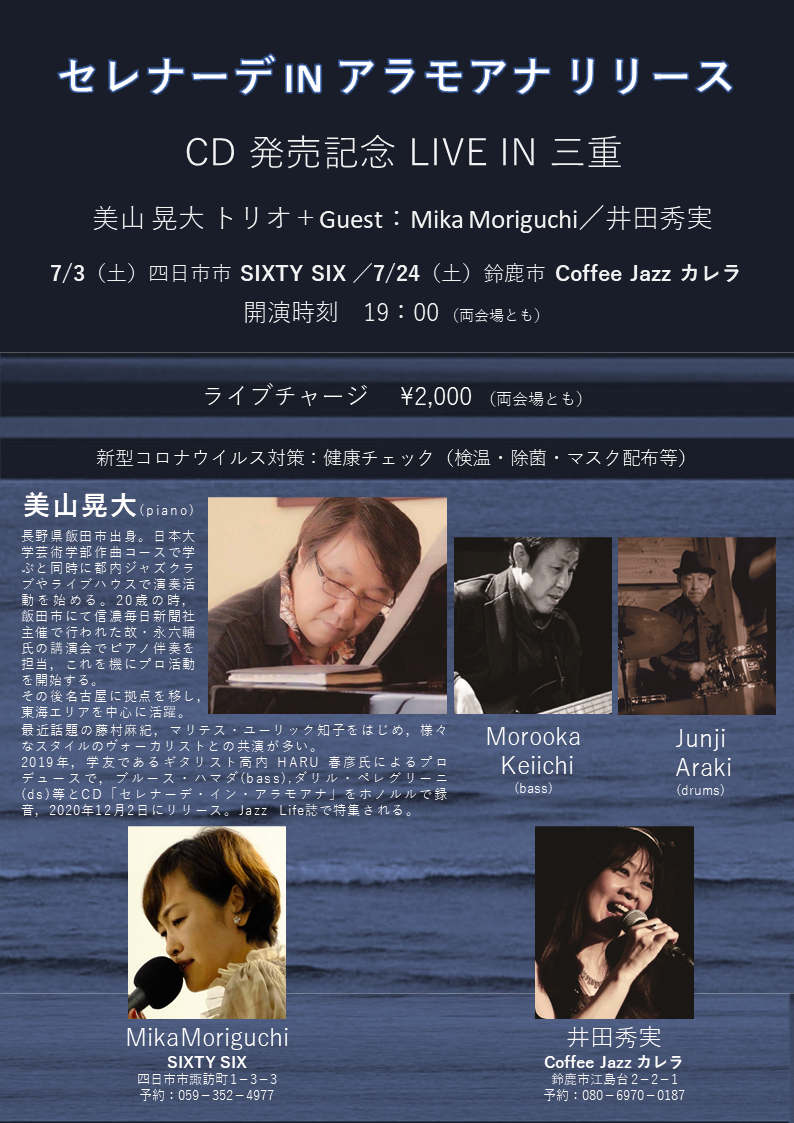 セレナーデ IN アラモアナ リリース
CD 発売記念 LIVE IN 三重
美山 晃大 トリオ＋Guest：Mika Moriguchi／井田秀実
7/3（土）四日市市 SIXTY SIX ／7/24（土）鈴鹿市 Coffee Jazz カレラ
開演時刻　19：00（両会場とも）
ライブチャージ　¥2,000（両会場とも）
新型コロナウイルス対策：健康チェック（検温・除菌・マスク配布等）
美山晃大(piano)
長野県飯田市出身。日本大
学芸術学部作曲コースで学
ぶと同時に都内ジャズクラ
ブやライブハウスで演奏活
動を始める。20歳の時，
飯田市にて信濃毎日新聞社
主催で行われた故・永六輔
氏の講演会でピアノ伴奏を
担当，これを機にプロ活動
を開始する。
その後名古屋に拠点を移し，
東海エリアを中心に活躍。
最近話題の藤村麻紀，マリテス・ユーリック知子をはじめ，様々
なスタイルのヴォーカリストとの共演が多い。
2019年，学友であるギタリスト高内 HARU 春彦氏によるプロ
デュースで，ブルース・ハマダ(bass),ダリル・ペレグリーニ
(ds)等とCD「セレナーデ・イン・アラモアナ」をホノルルで録
音，2020年12月2日にリリース。Jazz Life誌で特集される。
Morooka
Keiichi
(bass)
Junji
Araki
(drums)
MikaMoriguchi
SIXTY SIX
四日市市諏訪町1－3－3
予約：059－352－4977
井田秀実
Coffee Jazz カレラ
鈴鹿市江島台2－2－1
予約：080－6970－0187